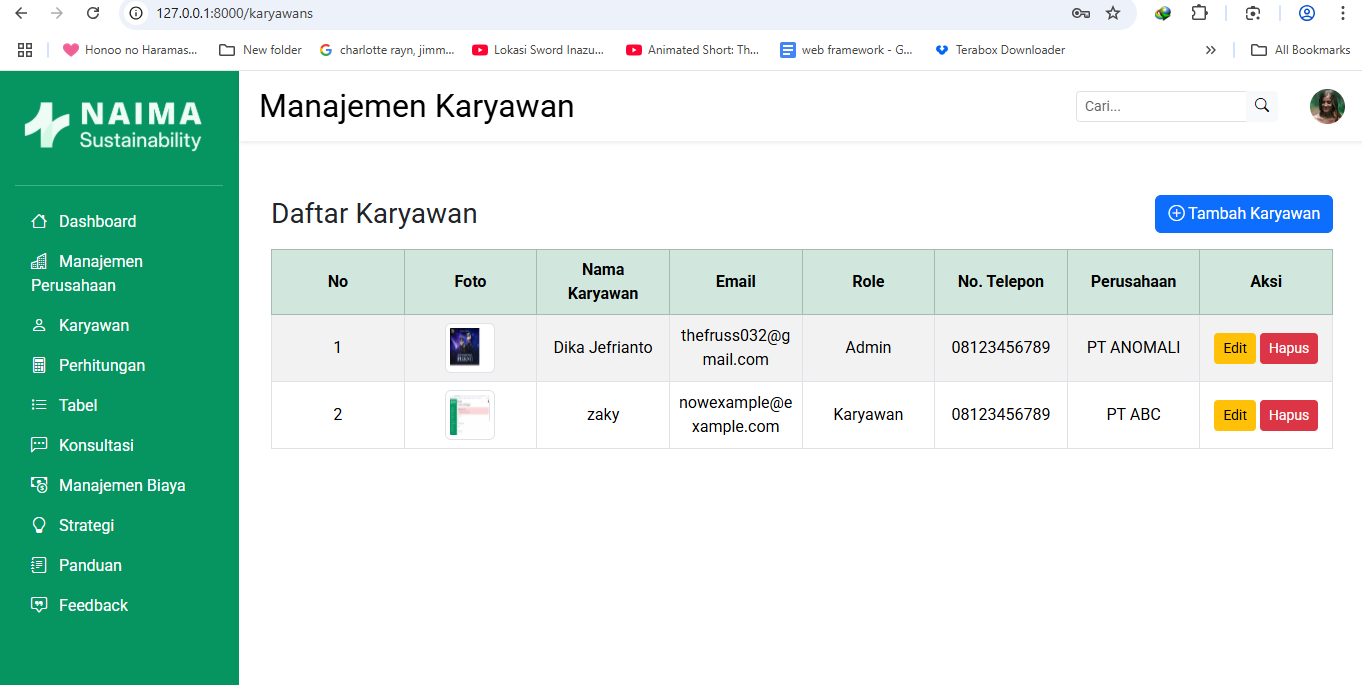 127.0.0.1:8000/karyawans
Honoo no Haramas...
New folder
charlotte rayn, jimm...
Lokasi Sword Inazu...
Animated Short: Th...
web framework - G...
Terabox Downloader
»
All Bookmarks
NAIMA
Sustainability
Manajemen Karyawan
Cari...
Dashboard
Manajemen
Perusahaan
Karyawan
Perhitungan
Tabel
Konsultasi
Manajemen Biaya
Strategi
Panduan
Feedback
Daftar Karyawan
Tambah Karyawan
No Foto Nama Karyawan Email Role No. Telepon Perusahaan Aksi
1 Dika Jefrianto thefruss032@gmail.com Admin 08123456789 PT ANOMALI Edit Hapus
2 zaky nowexample@example.com Karyawan 08123456789 PT ABC Edit Hapus